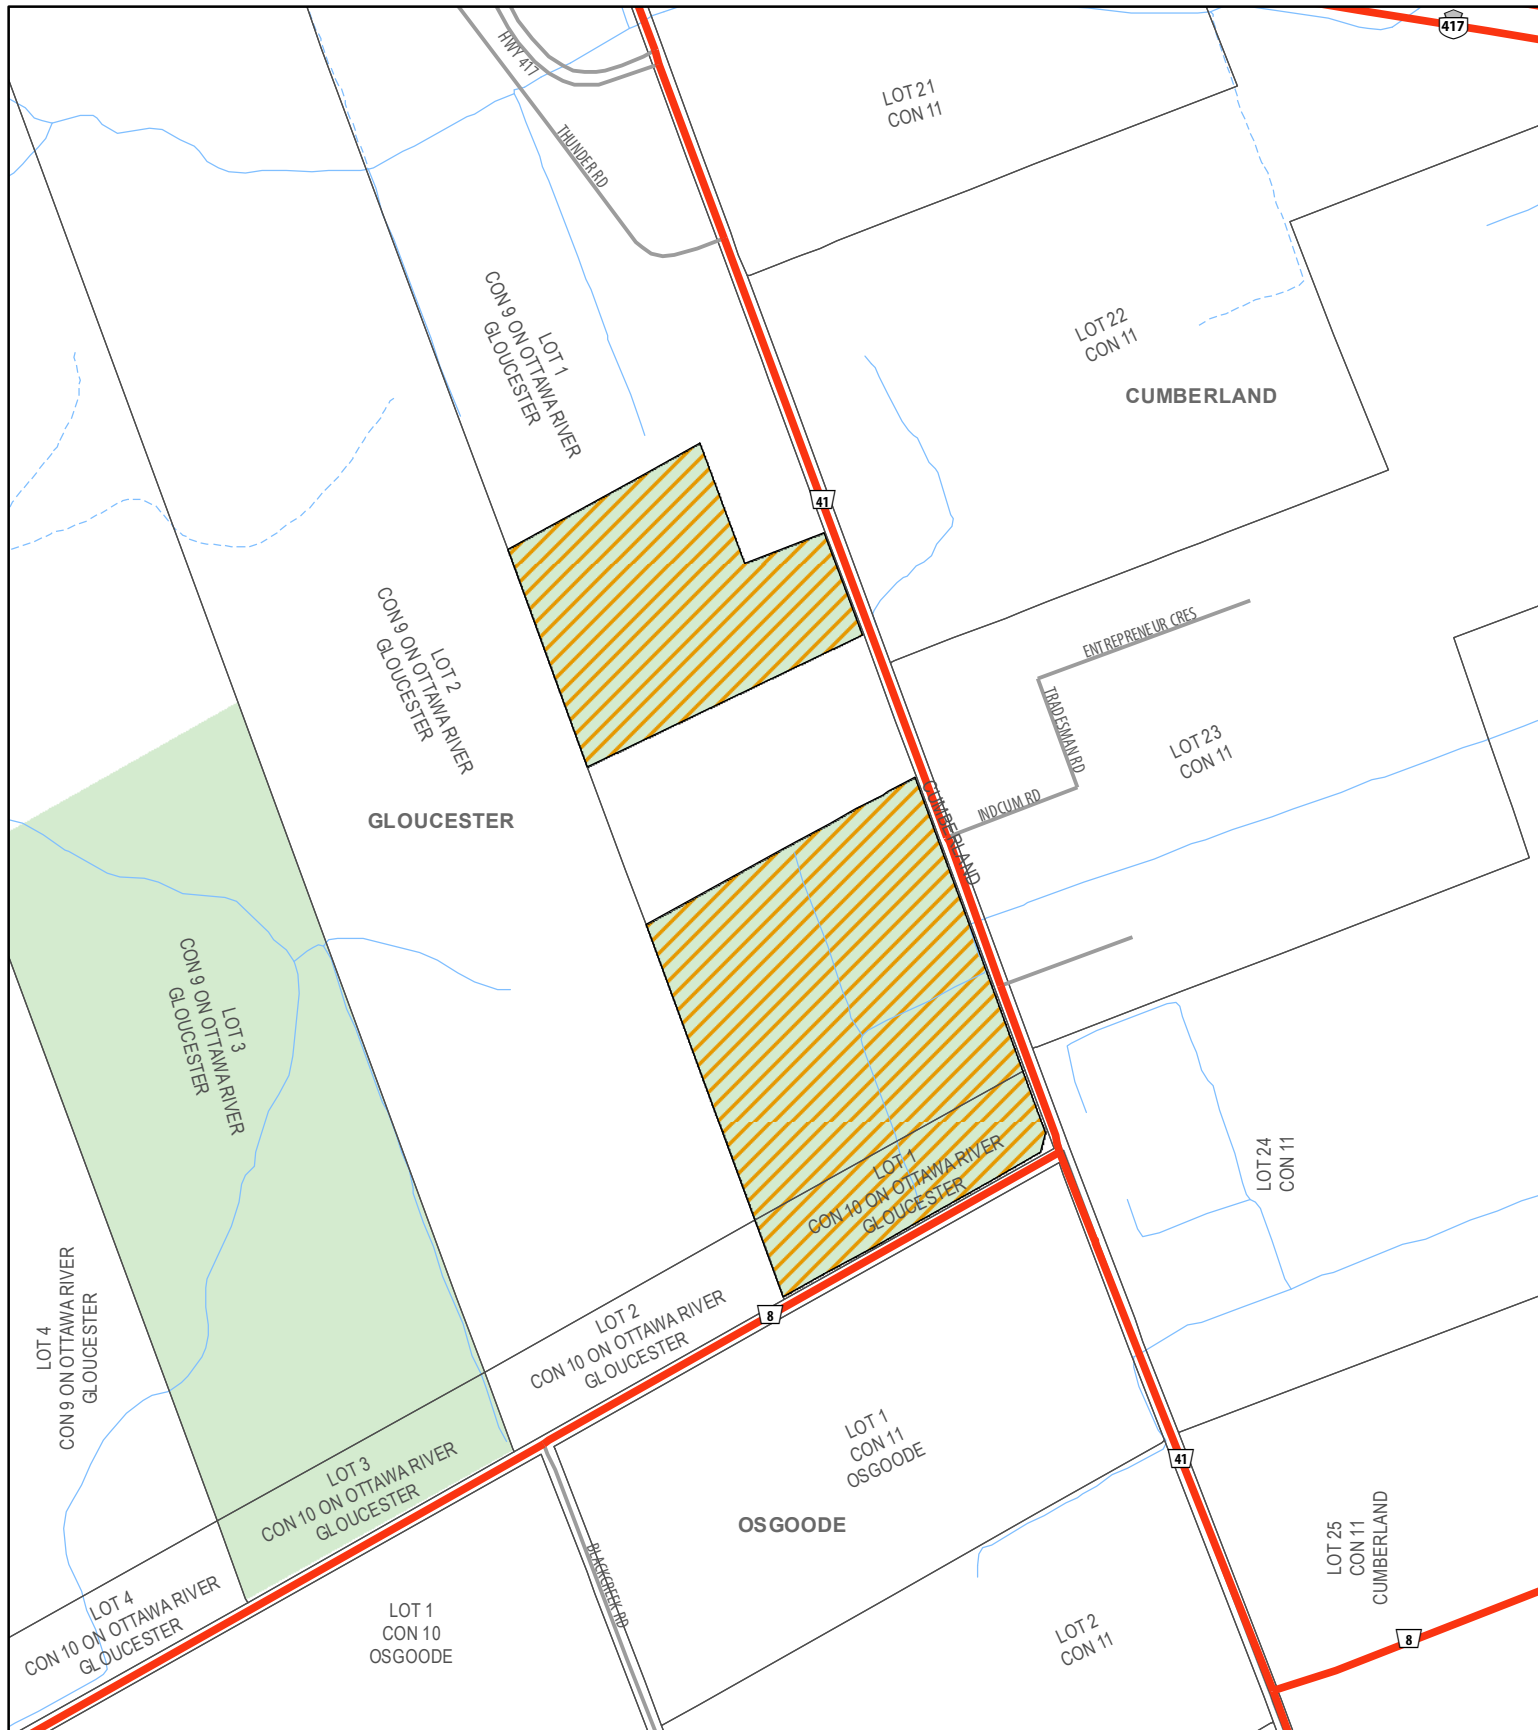 417
HWY 417
LOT 21
CON 11
THUNDER RD
LOT 1
CON 9 ON OTTAWA RIVER
GLOUCESTER
LOT 22
CON 11
CUMBERLAND
41
LOT 2
CON 9 ON OTTAWA RIVER
GLOUCESTER
ENTREPRENEUR CRES
TRADESMAN RD
LOT 23
CON 11
INDCUM RD
CUMBERLAND
GLOUCESTER
LOT 3
CON 9 ON OTTAWA RIVER
GLOUCESTER
LOT 1
CON 10 ON OTTAWA RIVER
GLOUCESTER
LOT 24
CON 11
LOT 4
CON 9 ON OTTAWA RIVER
GLOUCESTER
8
LOT 2
CON 10 ON OTTAWA RIVER
GLOUCESTER
LOT 1
CON 11
OSGOODE
41
LOT 3
CON 10 ON OTTAWA RIVER
GLOUCESTER
OSGOODE
LOT 25
CON 11
CUMBERLAND
BLACKCREEK RD
LOT 4
CON 10 ON OTTAWA RIVER
GLOUCESTER
LOT 1
CON 10
OSGOODE
LOT 2
CON 11
8